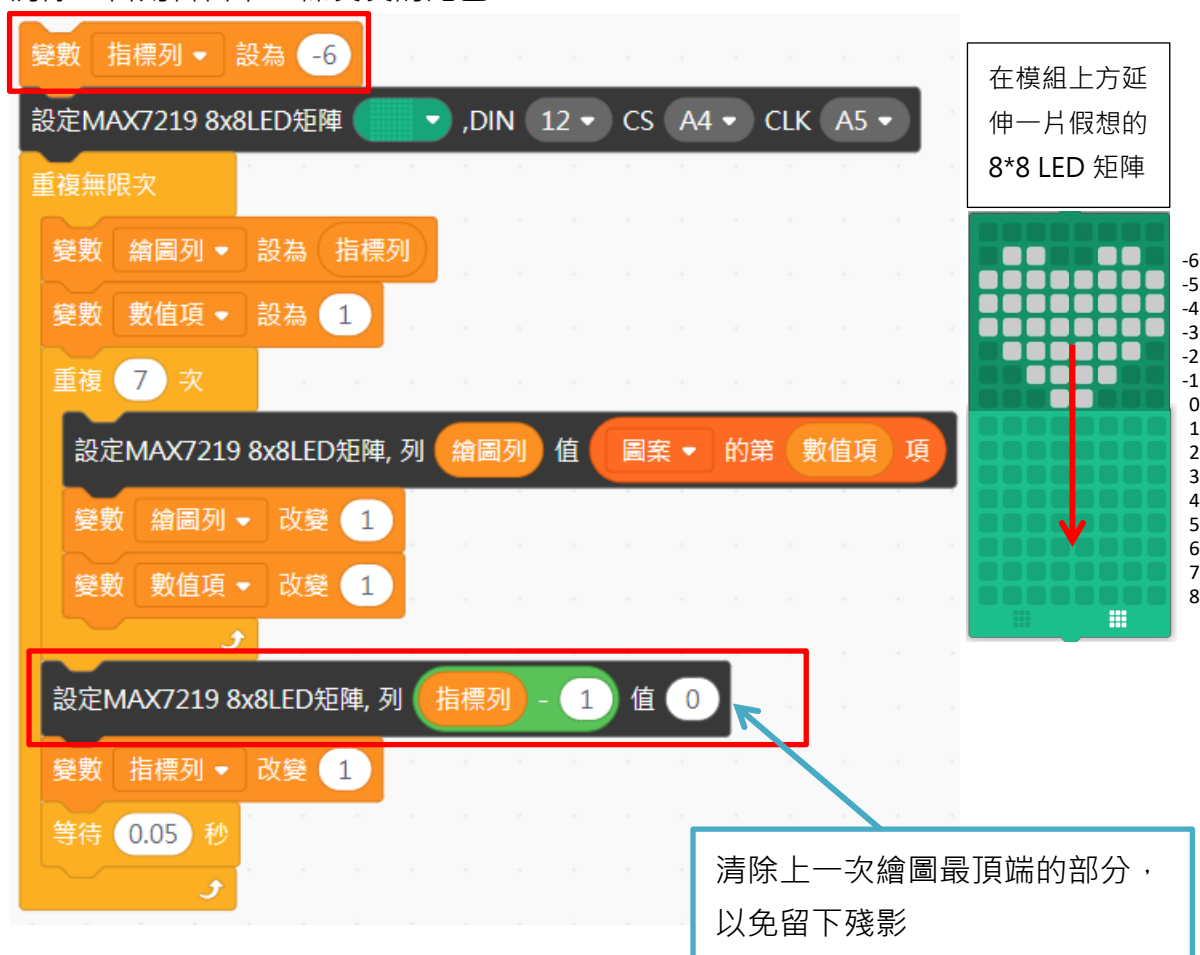 變數 指標列 設為 -6
設定MAX7219 8x8LED矩陣 ,DIN 12 CS A4 CLK A5
重複無限次
變數 繪圖列 設為 指標列
變數 數值項 設為 1
重複 7 次
設定MAX7219 8x8LED矩陣, 列 繪圖列 值 圖案 的第 數值項 項
變數 繪圖列 改變 1
變數 數值項 改變 1
設定MAX7219 8x8LED矩陣, 列 指標列 - 1 值 0
變數 指標列 改變 1
等待 0.05 秒
在模組上方延
伸一片假想的
8*8 LED 矩陣
-6
-5
-4
-3
-2
-1
0
1
2
3
4
5
6
7
8
清除上一次繪圖最頂端的部分，
以免留下殘影